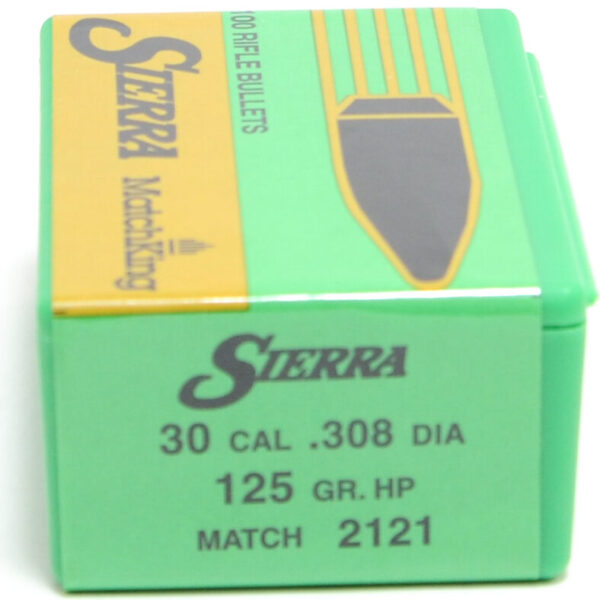 100 RIFLE BULLETS
SIERRA
MatchKing
SIERRA
30 CAL .308 DIA
125 GR. HP
MATCH 2121